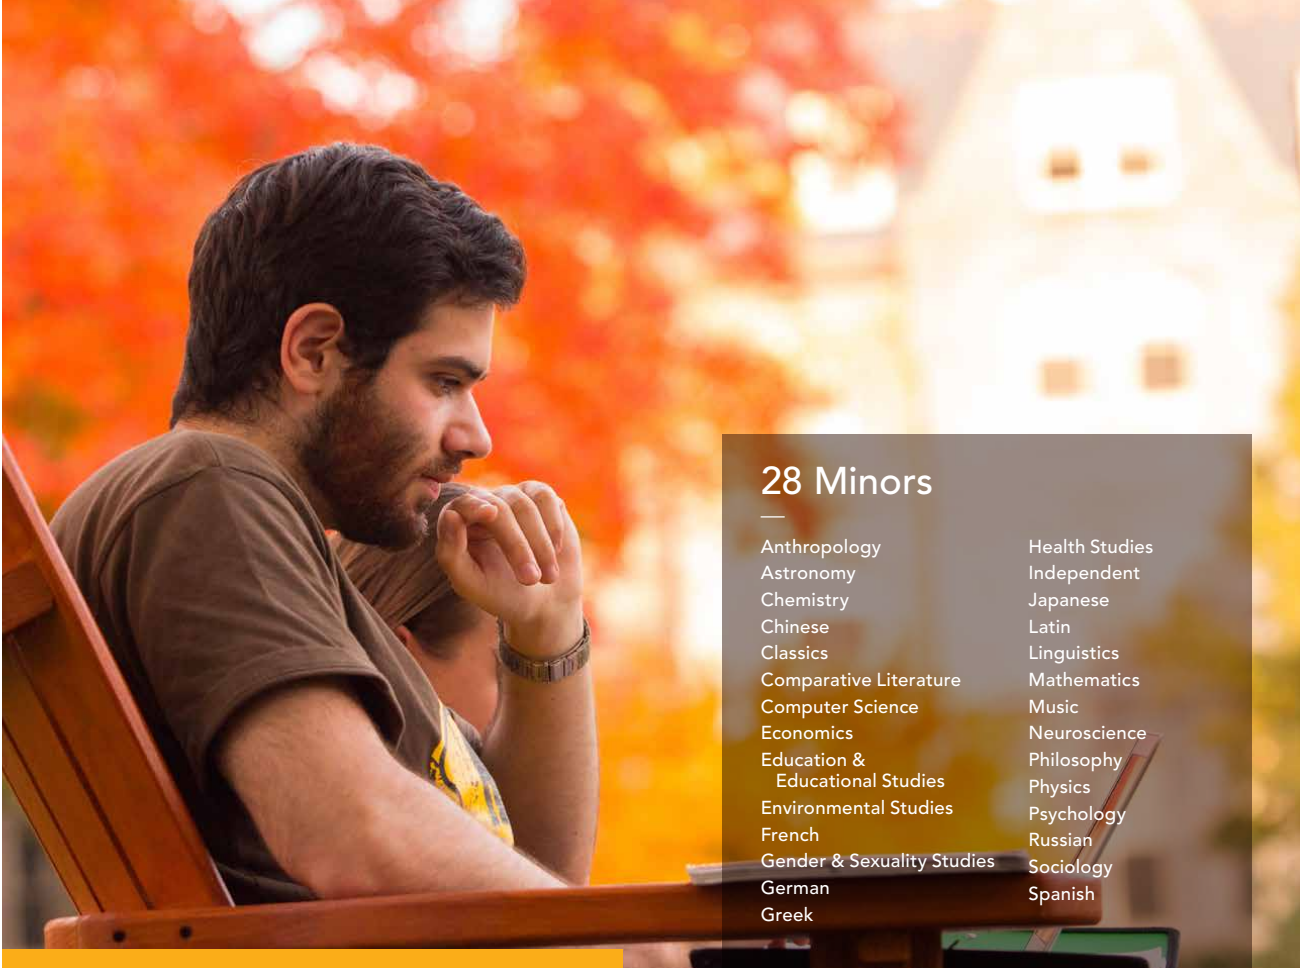 28 Minors
Anthropology
Astronomy
Chemistry
Chinese
Classics
Comparative Literature
Computer Science
Economics
Education &
Educational Studies
Environmental Studies
French
Gender & Sexuality Studies
German
Greek
Health Studies
Independent
Japanese
Latin
Linguistics
Mathematics
Music
Neuroscience
Philosophy
Physics
Psychology
Russian
Sociology
Spanish